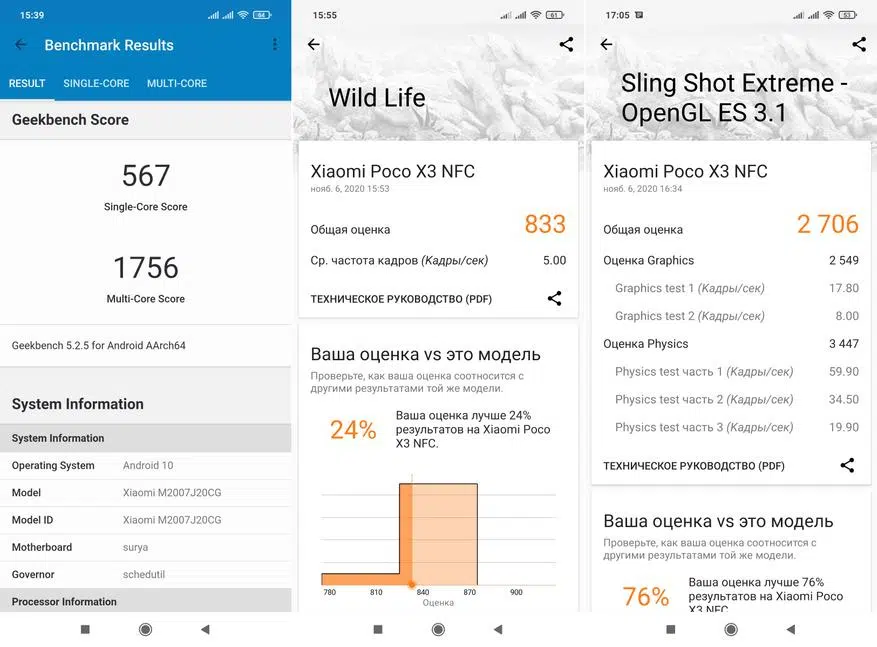 15:39
64
Benchmark Results
RESULT SINGLE-CORE MULTI-CORE
Geekbench Score
567
Single-Core Score
1756
Multi-Core Score
Geekbench 5.2.5 for Android AArch64
System Information
System Information
Operating System Android 10
Model Xiaomi M2007J20CG
Model ID Xiaomi M2007J20CG
Motherboard surya
Governor schedutil
Processor Information
15:55
61
Wild Life
Xiaomi Poco X3 NFC
нояб. 6, 2020 15:53
Общая оценка 833
Ср. частота кадров (Кадры/сек) 5.00
ТЕХНИЧЕСКОЕ РУКОВОДСТВО (PDF)
Ваша оценка vs это модель
Проверьте, как ваша оценка соотносится с
другими результатами той же модели.
24%
Ваша оценка лучше 24%
результатов на Xiaomi Poco
X3 NFC.
780 810 840 870 900
Оценка
17:05
53
Sling Shot Extreme -
OpenGL ES 3.1
Xiaomi Poco X3 NFC
нояб. 6, 2020 16:34
Общая оценка 2 706
Оценка Graphics 2 549
Graphics test 1 (Кадры/сек) 17.80
Graphics test 2 (Кадры/сек) 8.00
Оценка Physics 3 447
Physics test часть 1 (Кадры/сек) 59.90
Physics test часть 2 (Кадры/сек) 34.50
Physics test часть 3 (Кадры/сек) 19.90
ТЕХНИЧЕСКОЕ РУКОВОДСТВО (PDF)
Ваша оценка vs это модель
Проверьте, как ваша оценка соотносится с
другими результатами той же модели.
76%
Ваша оценка лучше 76%
результатов на Xiaomi Poco
X3 NFC